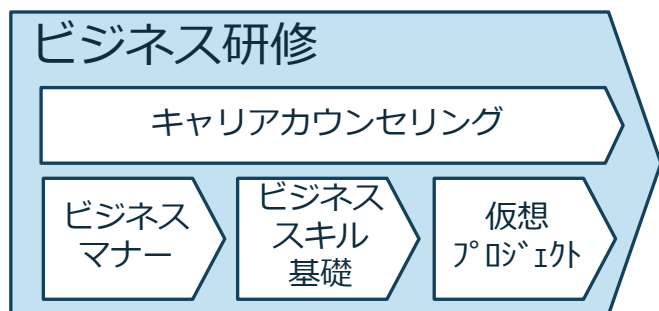 ビジネス研修
キャリアカウンセリング
ビジネス
マナー
ビジネス
スキル
基礎
仮想
ﾌﾟﾛｼﾞｪｸﾄ